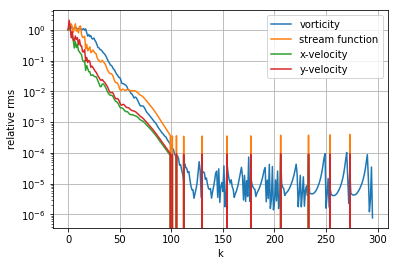 vorticity
stream function
x-velocity
y-velocity
relative rms
10⁰
10⁻¹
10⁻²
10⁻³
10⁻⁴
10⁻⁵
10⁻⁶
0 50 100 150 200 250 300
k